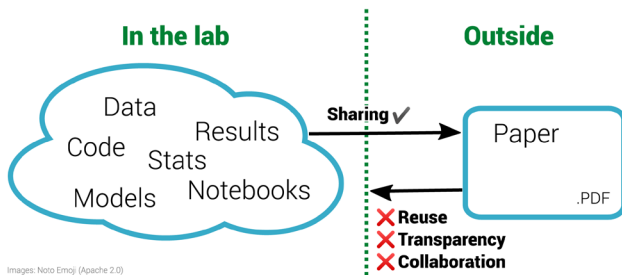 In the lab
Outside
Data
Results
Code
Stats
Models
Notebooks
Sharing ✔
Paper
.PDF
❌ Reuse
❌ Transparency
❌ Collaboration
Images: Noto Emoji (Apache 2.0)